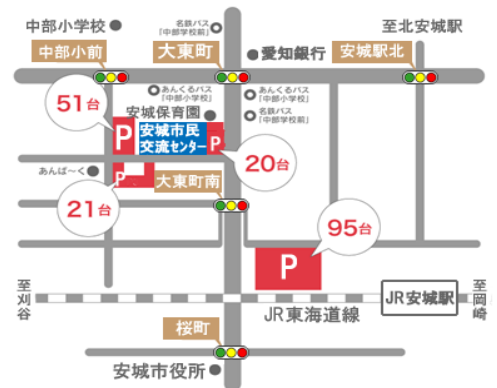 中部小学校
名鉄バス
「中部小学校前」
至北安城駅
中部小前
大東町
愛知銀行
安城駅北
51台
あんくるバス
「中部小学校」
あんくるバス
「中部小学校」
安城保育園
名鉄バス
「中部小学校前」
P
安城市民
交流センター
P
20台
あんぱ~く
P
大東町南
21台
95台
P
至刈谷
JR安城駅
至岡崎
JR東海道線
桜町
安城市役所